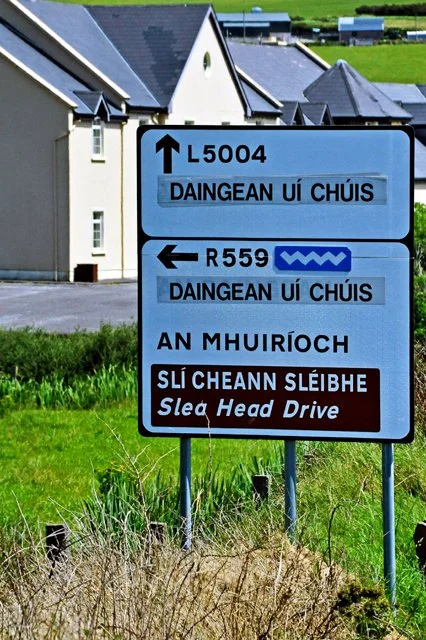 L5004
DAINGEAN UÍ CHÚIS
R559
DAINGEAN UÍ CHÚIS
AN MHUIRÍOCH
SLÍ CHEANN SLÉIBHE
Slea Head Drive